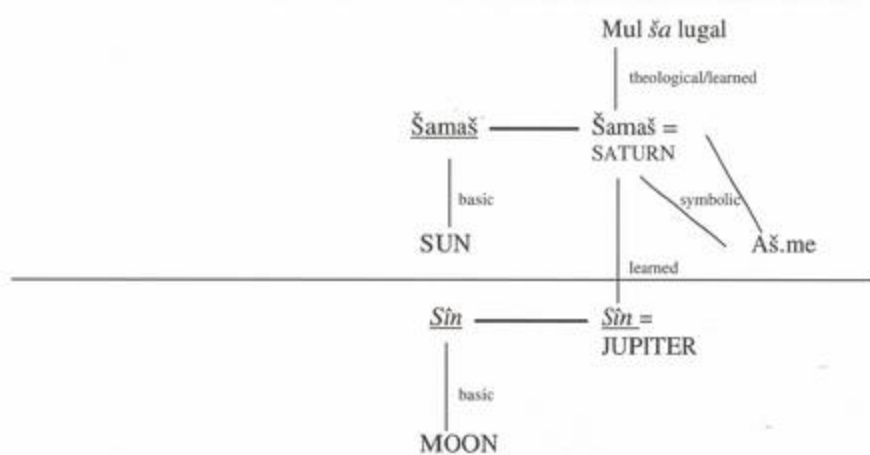 Mul ša lugal
theological/learned
Šamaš Šamaš =
SATURN
basic symbolic
SUN Aš.me
learned
Sîn Sîn =
JUPITER
basic
MOON